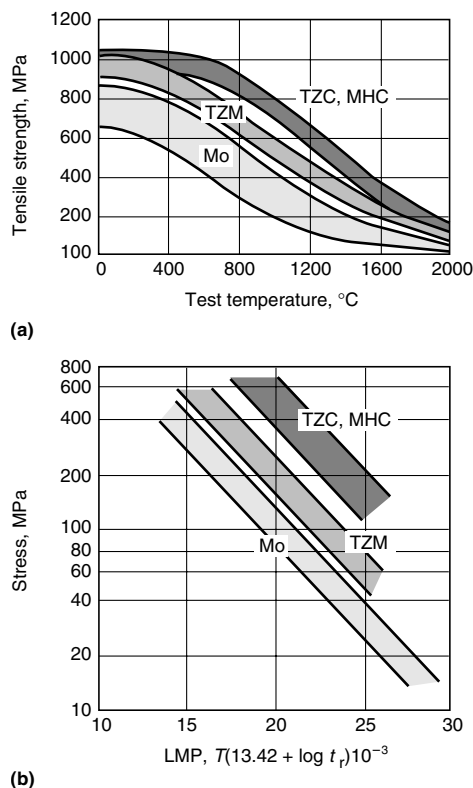 Tensile strength, MPa
1200
1000
800
600
400
200
100
TZC, MHC
TZM
Mo
0 400 800 1200 1600 2000
Test temperature, °C
(a)
Stress, MPa
800
600
400
200
100
80
60
40
20
10
TZC, MHC
Mo
TZM
10 15 20 25 30
LMP, T(13.42 + log t r)10−3
(b)